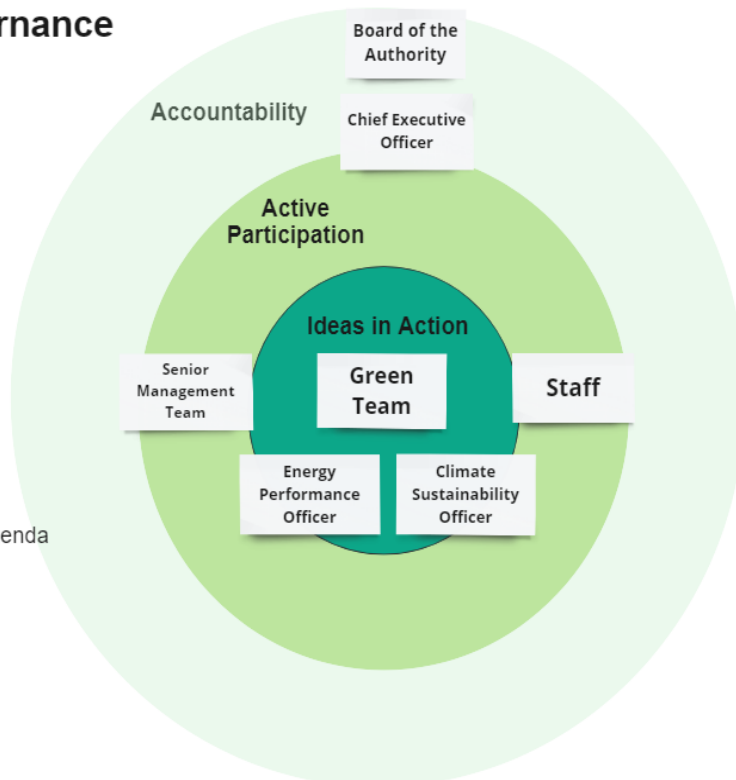 rnance
Board of the
Authority
Accountability
Chief Executive
Officer
Active
Participation
Ideas in Action
Senior
Management
Team
Green
Team
Staff
Energy
Performance
Officer
Climate
Sustainability
Officer
enda